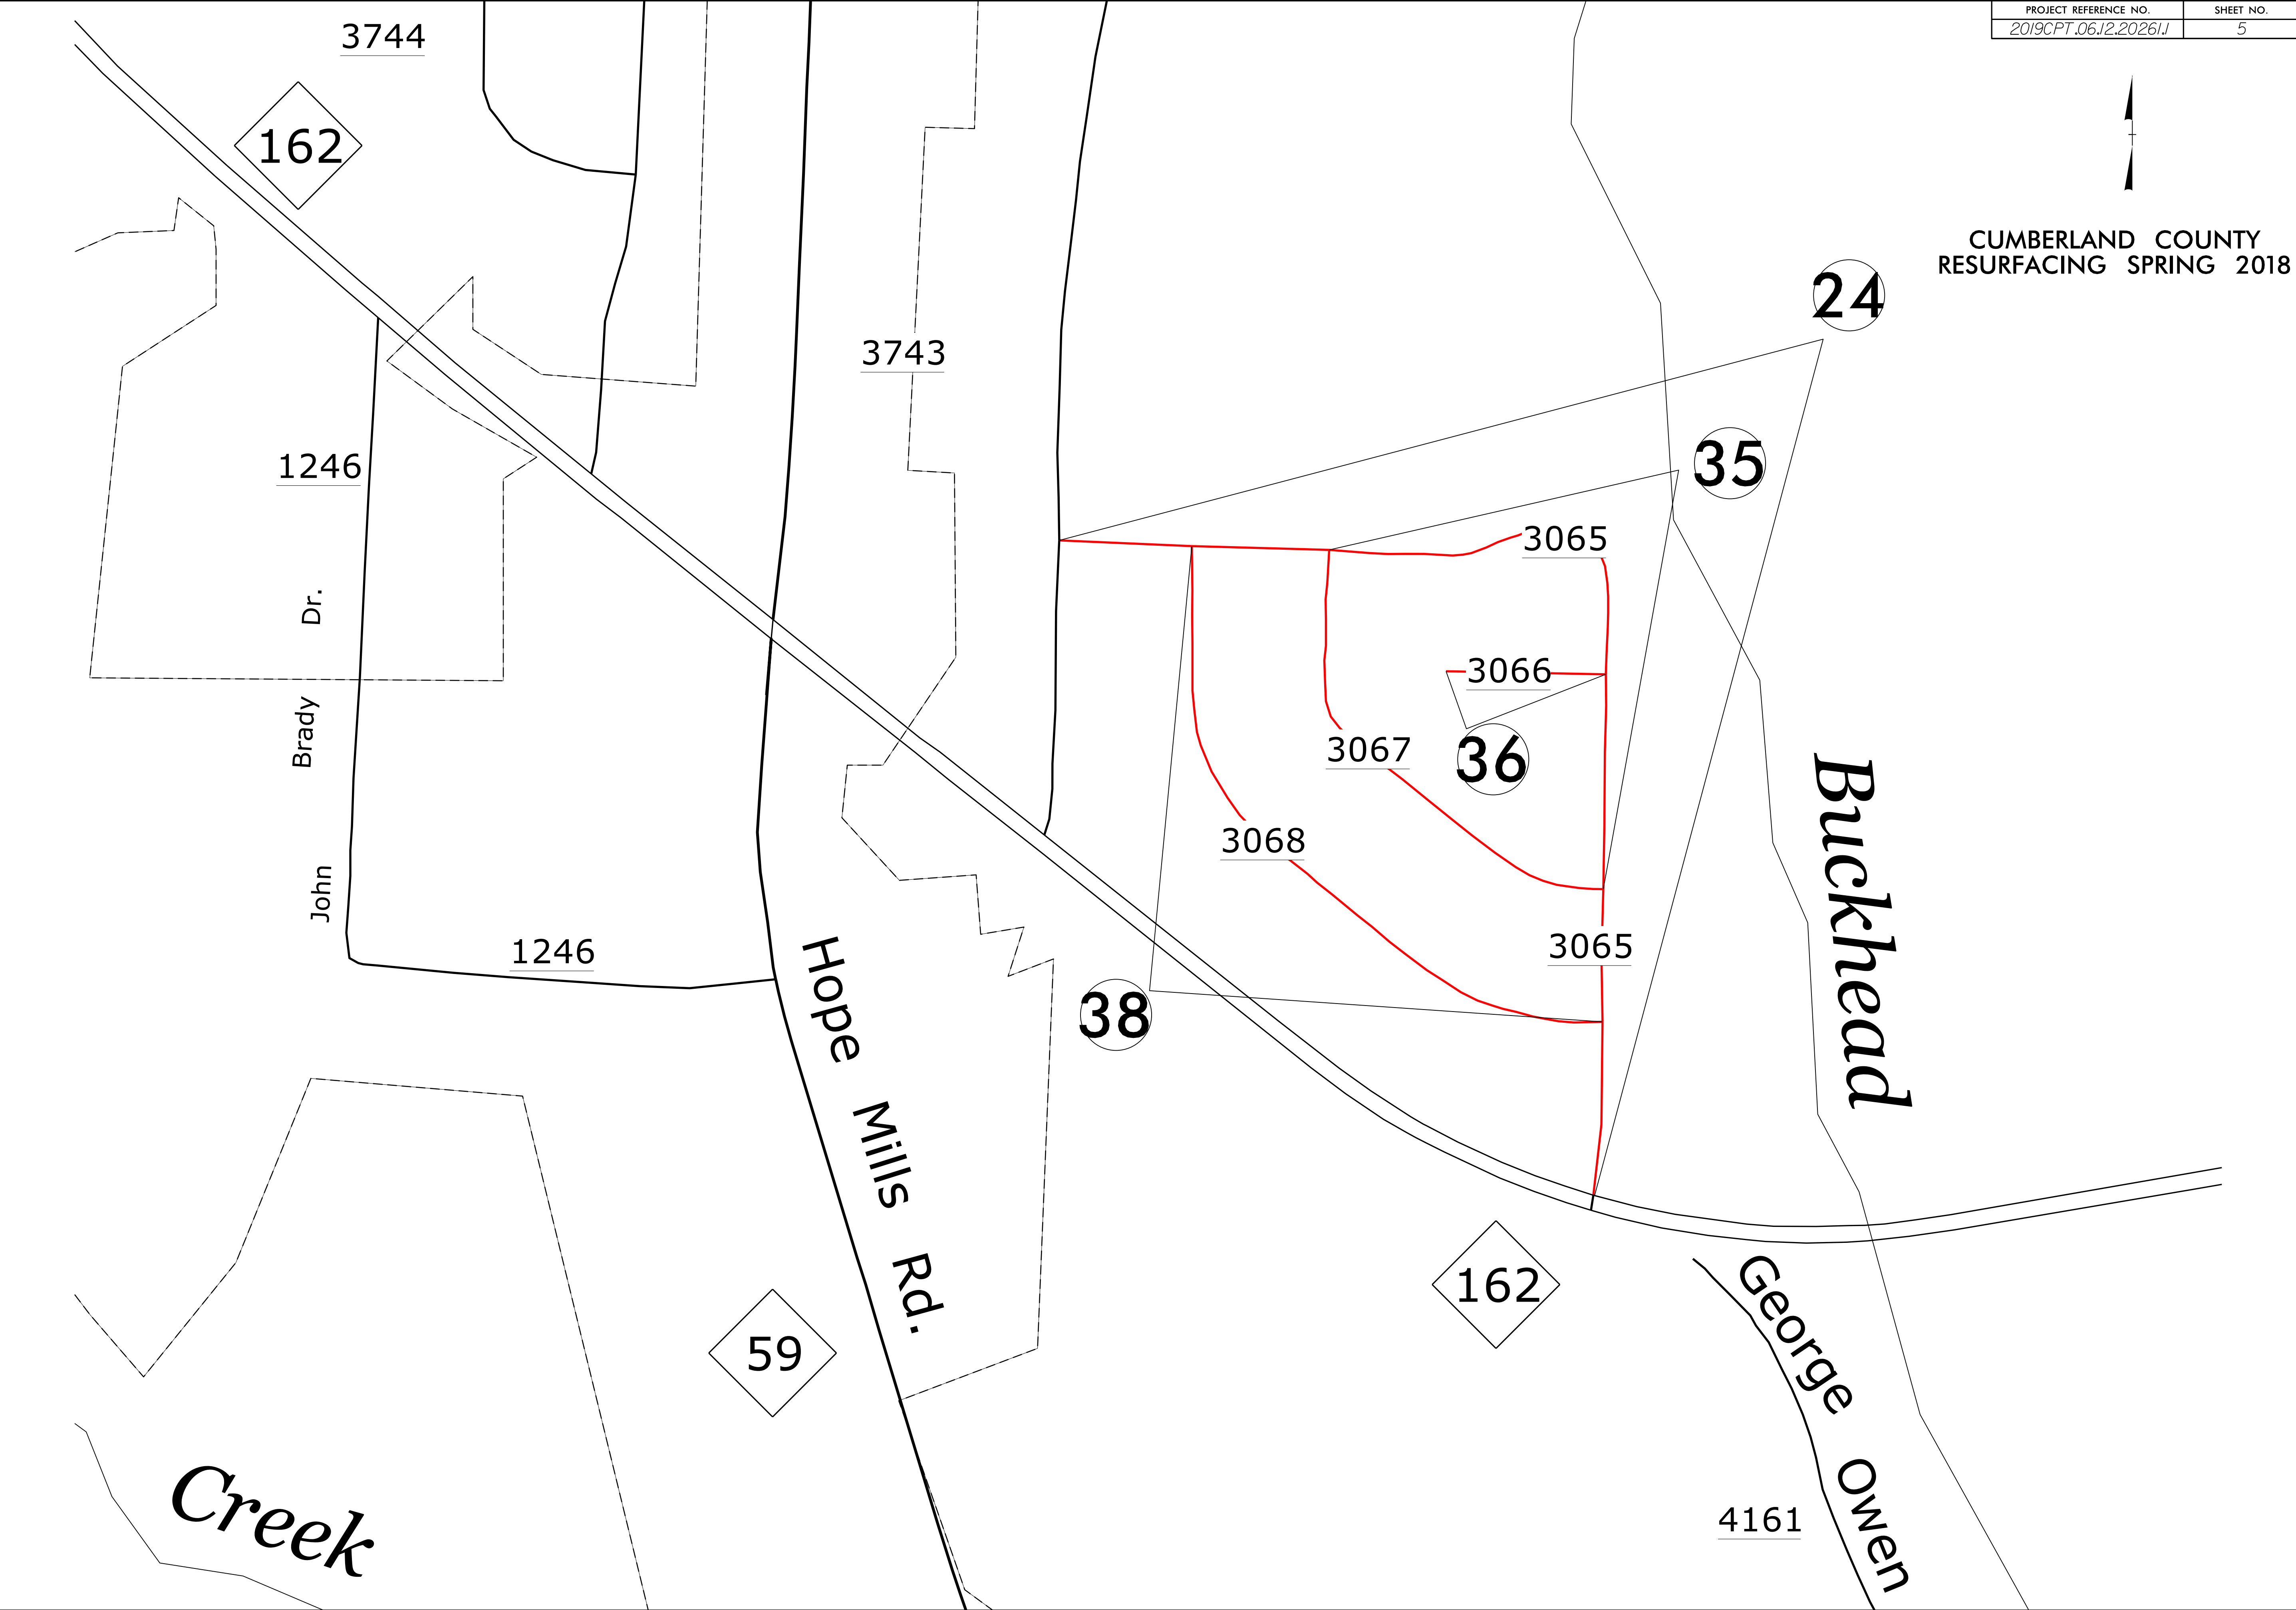 PROJECT REFERENCE NO. SHEET NO.
2019CPT.06.12.20261.1 5
3744
162
CUMBERLAND COUNTY
RESURFACING SPRING 2018
24
3743
35
1246
3065
Dr.
3066
Brady
3067
36
3068
Buckhead
John
3065
1246
Hope Mills Rd.
38
162
59
George Owen
Creek
4161